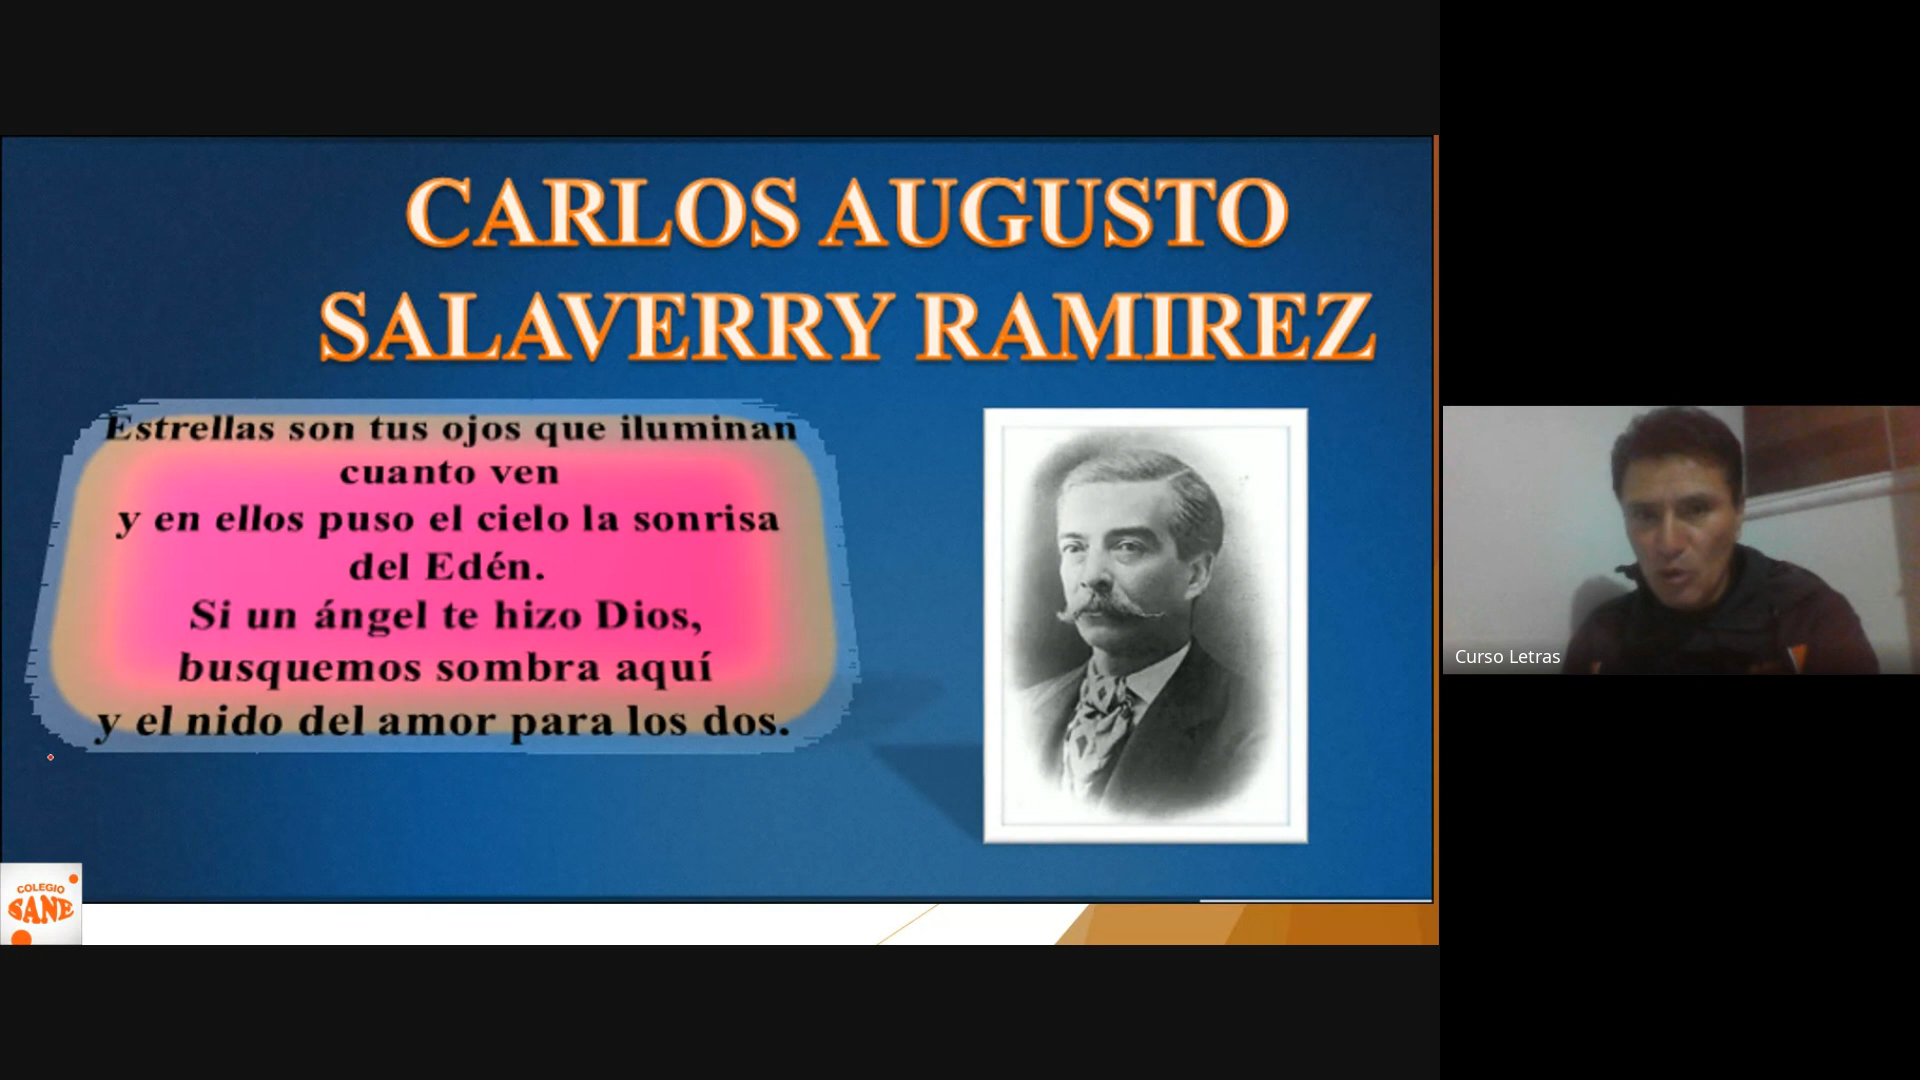 CARLOS AUGUSTO
SALAVERRY RAMIREZ
Estrellas son tus ojos que iluminan
cuanto ven
y en ellos puso el cielo la sonrisa
del Edén.
Si un ángel te hizo Dios,
busquemos sombra aquí
y el nido del amor para los dos.
Curso Letras
COLEGIO
SANE